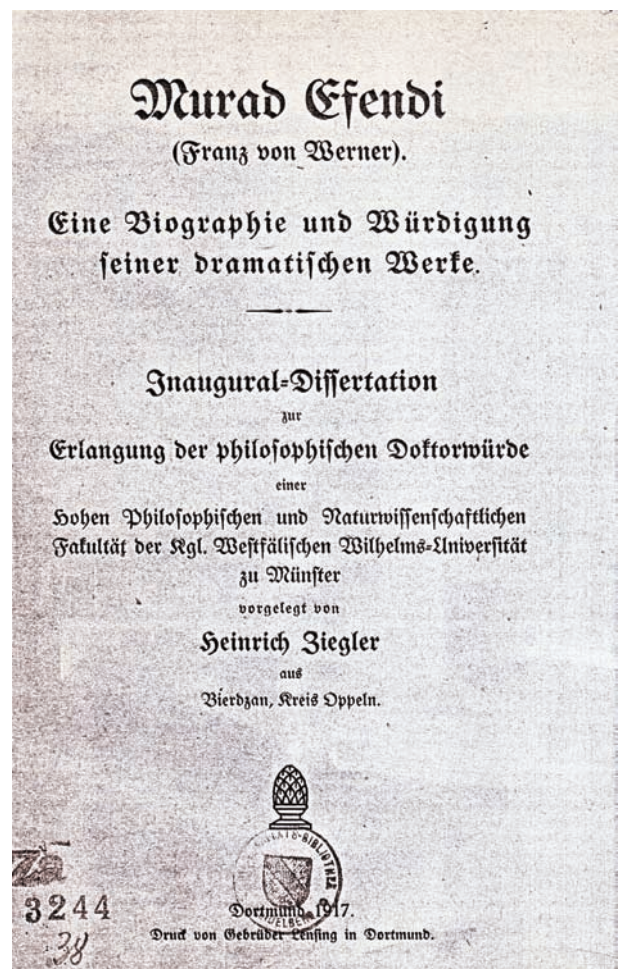 Murad Efendi
(Franz von Werner).
Eine Biographie und Würdigung
seiner dramatischen Werke.
Inaugural-Dissertation
zur
Erlangung der philosophischen Doktorwürde
einer
Hohen Philosophischen und Naturwissenschaftlichen
Fakultät der Kgl. Westfälischen Wilhelms-Universität
zu Münster
vorgelegt von
Heinrich Ziegler
aus
Bierdzan, Kreis Oppeln.
3244
38
Dortmund 1917.
Druck von Gebrüder Lensing in Dortmund.